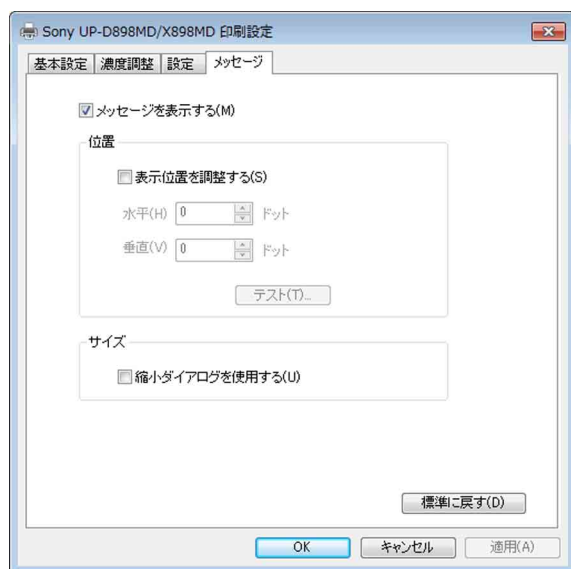 Sony UP-D898MD/X898MD 印刷設定
基本設定 濃度調整 設定 メッセージ
メッセージを表示する(M)
位置
表示位置を調整する(S)
水平(H) 0 ドット
垂直(V) 0 ドット
テスト(T)...
サイズ
縮小ダイアログを使用する(U)
標準に戻す(D)
OK キャンセル 適用(A)